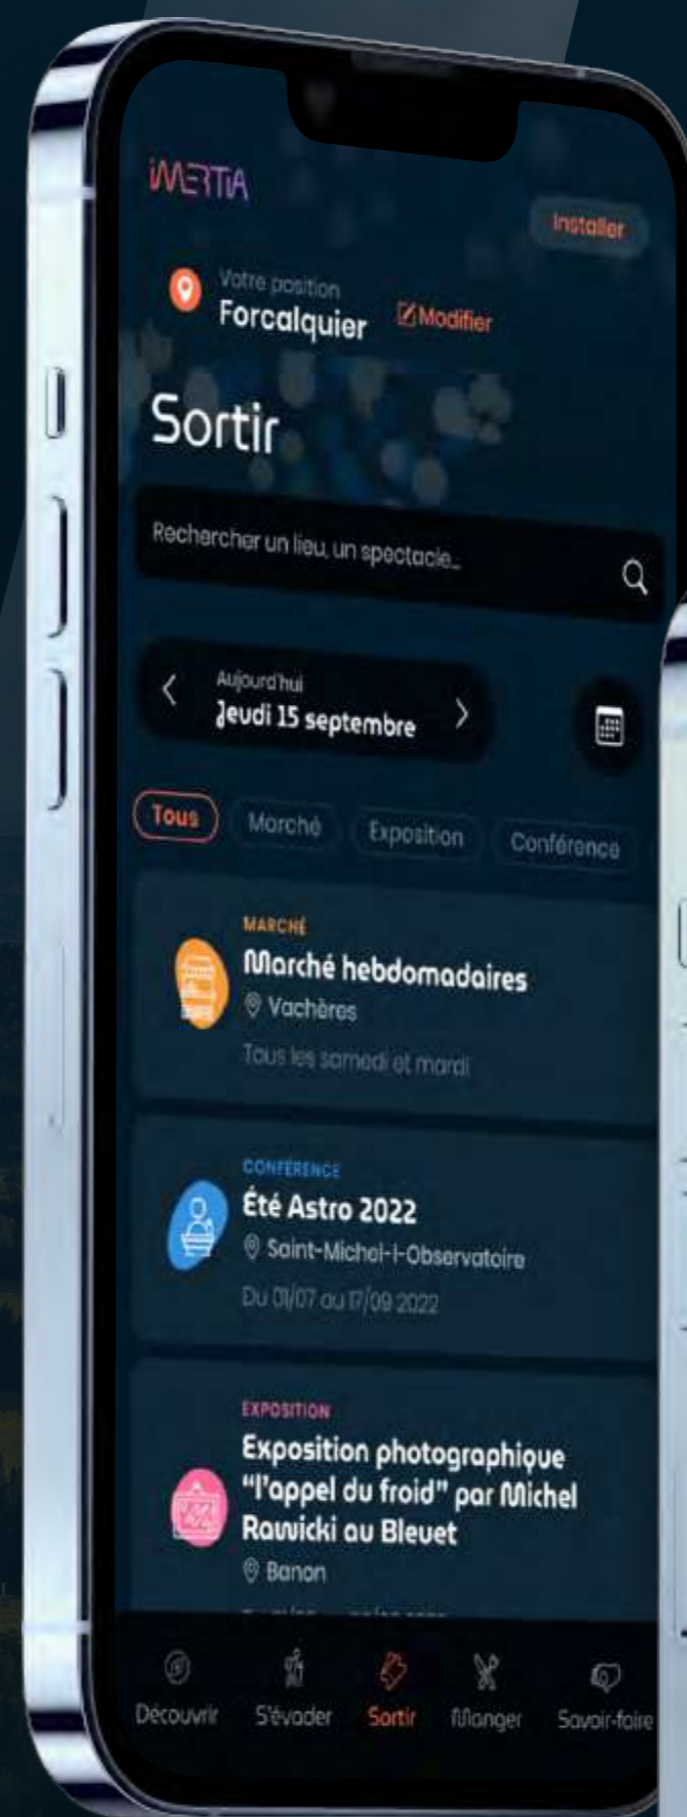 iMERTiA
Installer
Votre position
Forcalquier
Modifier
Sortir
Rechercher un lieu, un spectacle...
Aujourd'hui
Jeudi 15 septembre
Tous
Marché
Exposition
Conférence
MARCHÉ
Marché hebdomadaires
Vachères
Tous les samedi et mardi
CONFÉRENCE
Été Astro 2022
Saint-Michel-l-Observatoire
Du 01/07 au 17/09 2022
EXPOSITION
Exposition photographique
“l’appel du froid” par Michel
Rawicki au Bleuet
Banon
Découvrir
S'évader
Sortir
Manger
Savoir-faire